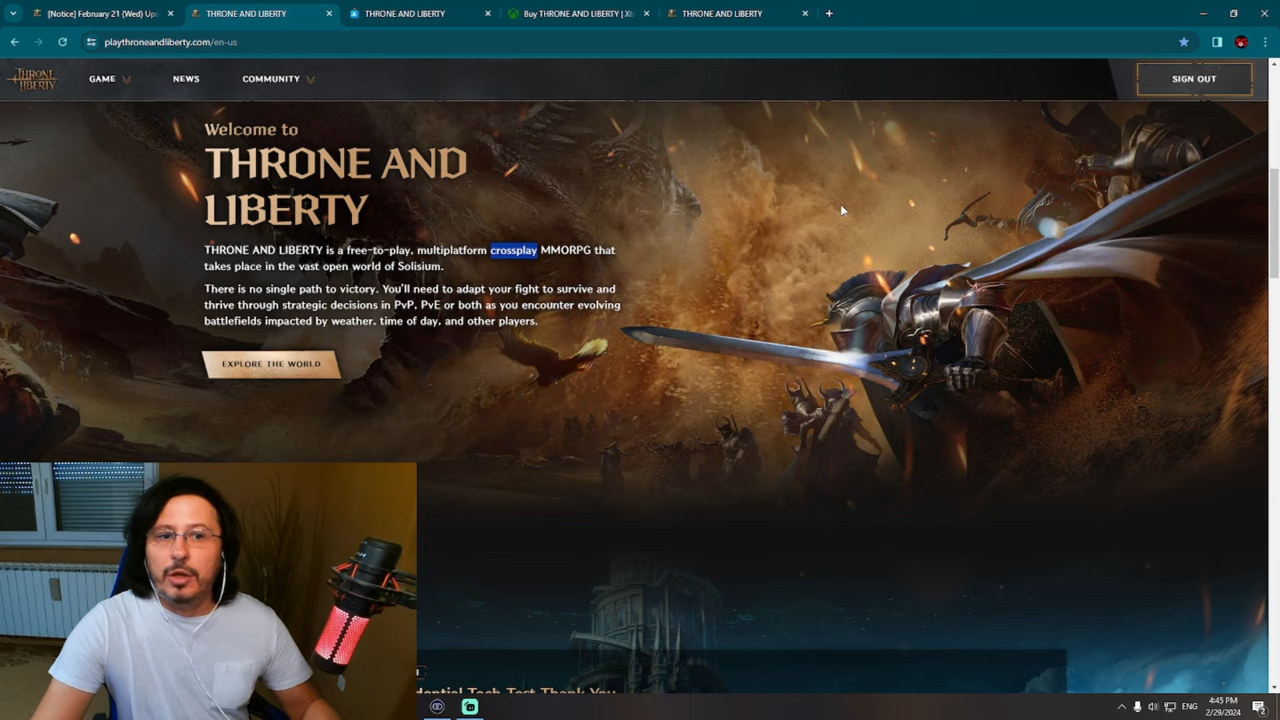 [Notice] February 21 (Wed) Upd
THRONE AND LIBERTY
THRONE AND LIBERTY
Buy THRONE AND LIBERTY | Xb
THRONE AND LIBERTY
playthroneandliberty.com/en-us
THRONE
LIBERTY
GAME
NEWS
COMMUNITY
SIGN OUT
Welcome to
THRONE AND
LIBERTY
THRONE AND LIBERTY is a free-to-play, multiplatform crossplay MMORPG that
takes place in the vast open world of Solisium.
There is no single path to victory. You'll need to adapt your fight to survive and
thrive through strategic decisions in PvP, PvE or both as you encounter evolving
battlefields impacted by weather, time of day, and other players.
EXPLORE THE WORLD
Tech Test Thank You
ENG
4:45 PM
2/29/2024
2